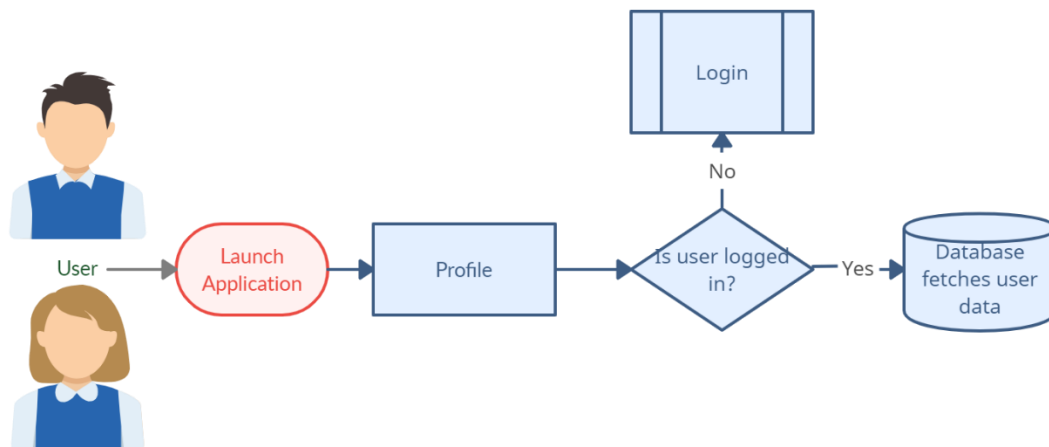 Login
No
User
Launch
Application
Profile
Is user logged
in?
Yes
Database
fetches user
data